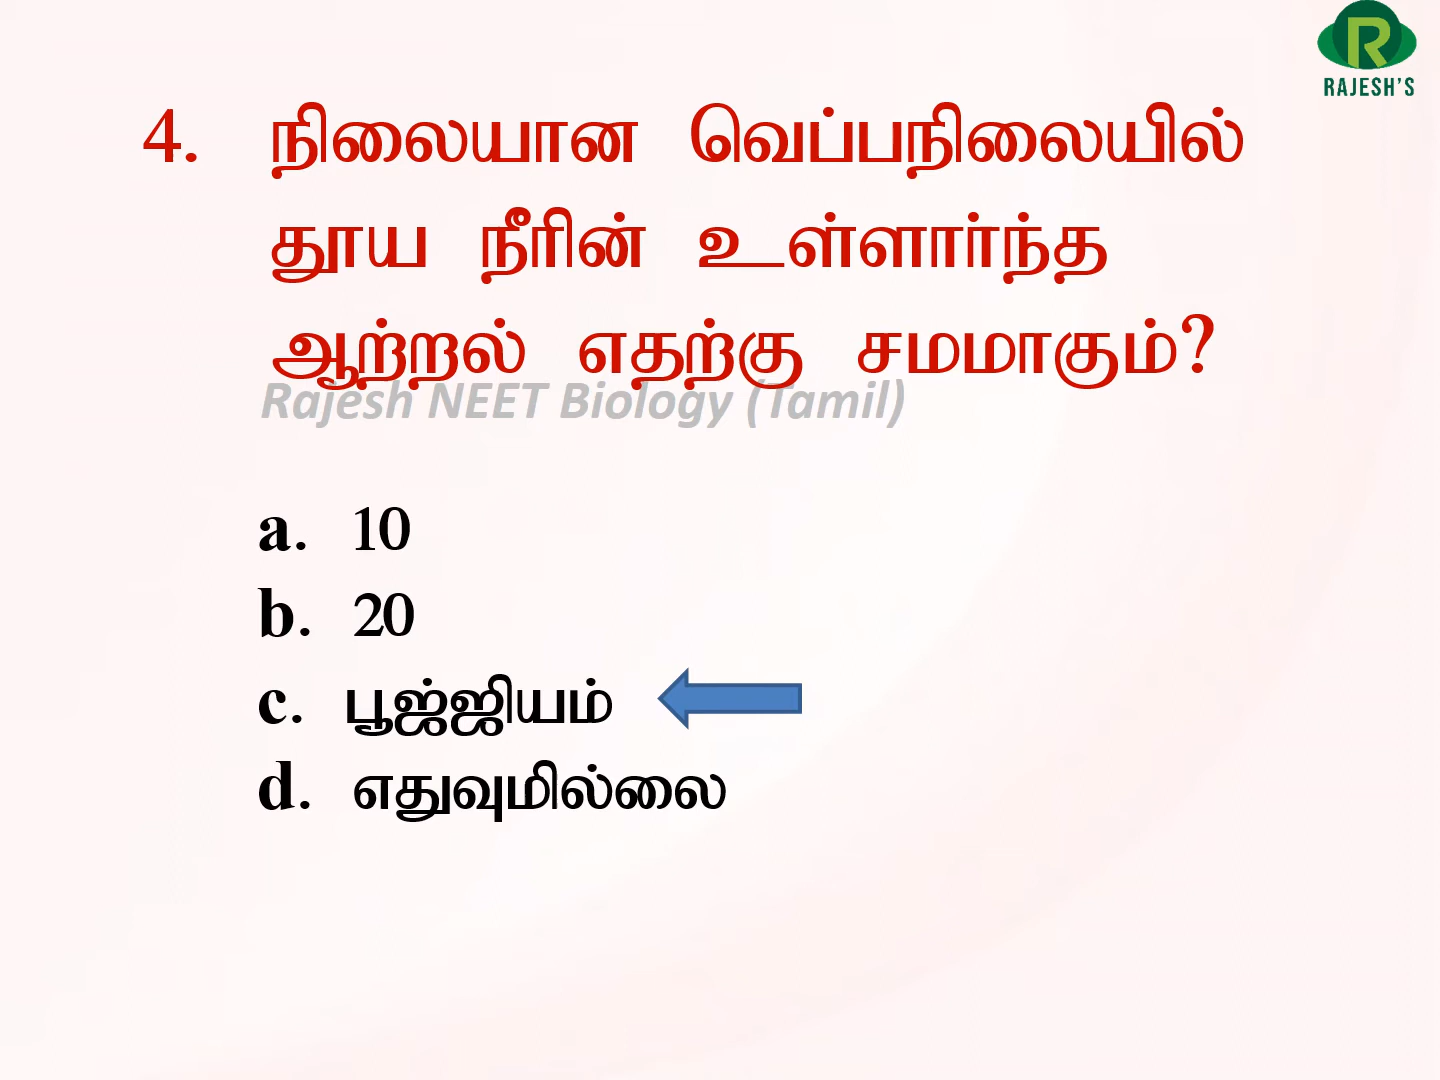 RAJESH'S
4. நிலையான வெப்பநிலையில்
தூய நீரின் உள்ளார்ந்த
ஆற்றல் எதற்கு சமமாகும்?
Rajesh NEET Biology (Tamil)
a. 10
b. 20
c. பூஜ்ஜியம்
d. எதுவுமில்லை